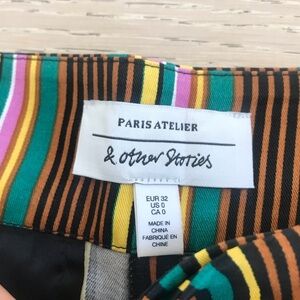 PARIS ATELIER
& Other Stories
EUR 32
US 0
CA 0
MADE IN
CHINA
FABRIQUÉ EN
CHINE